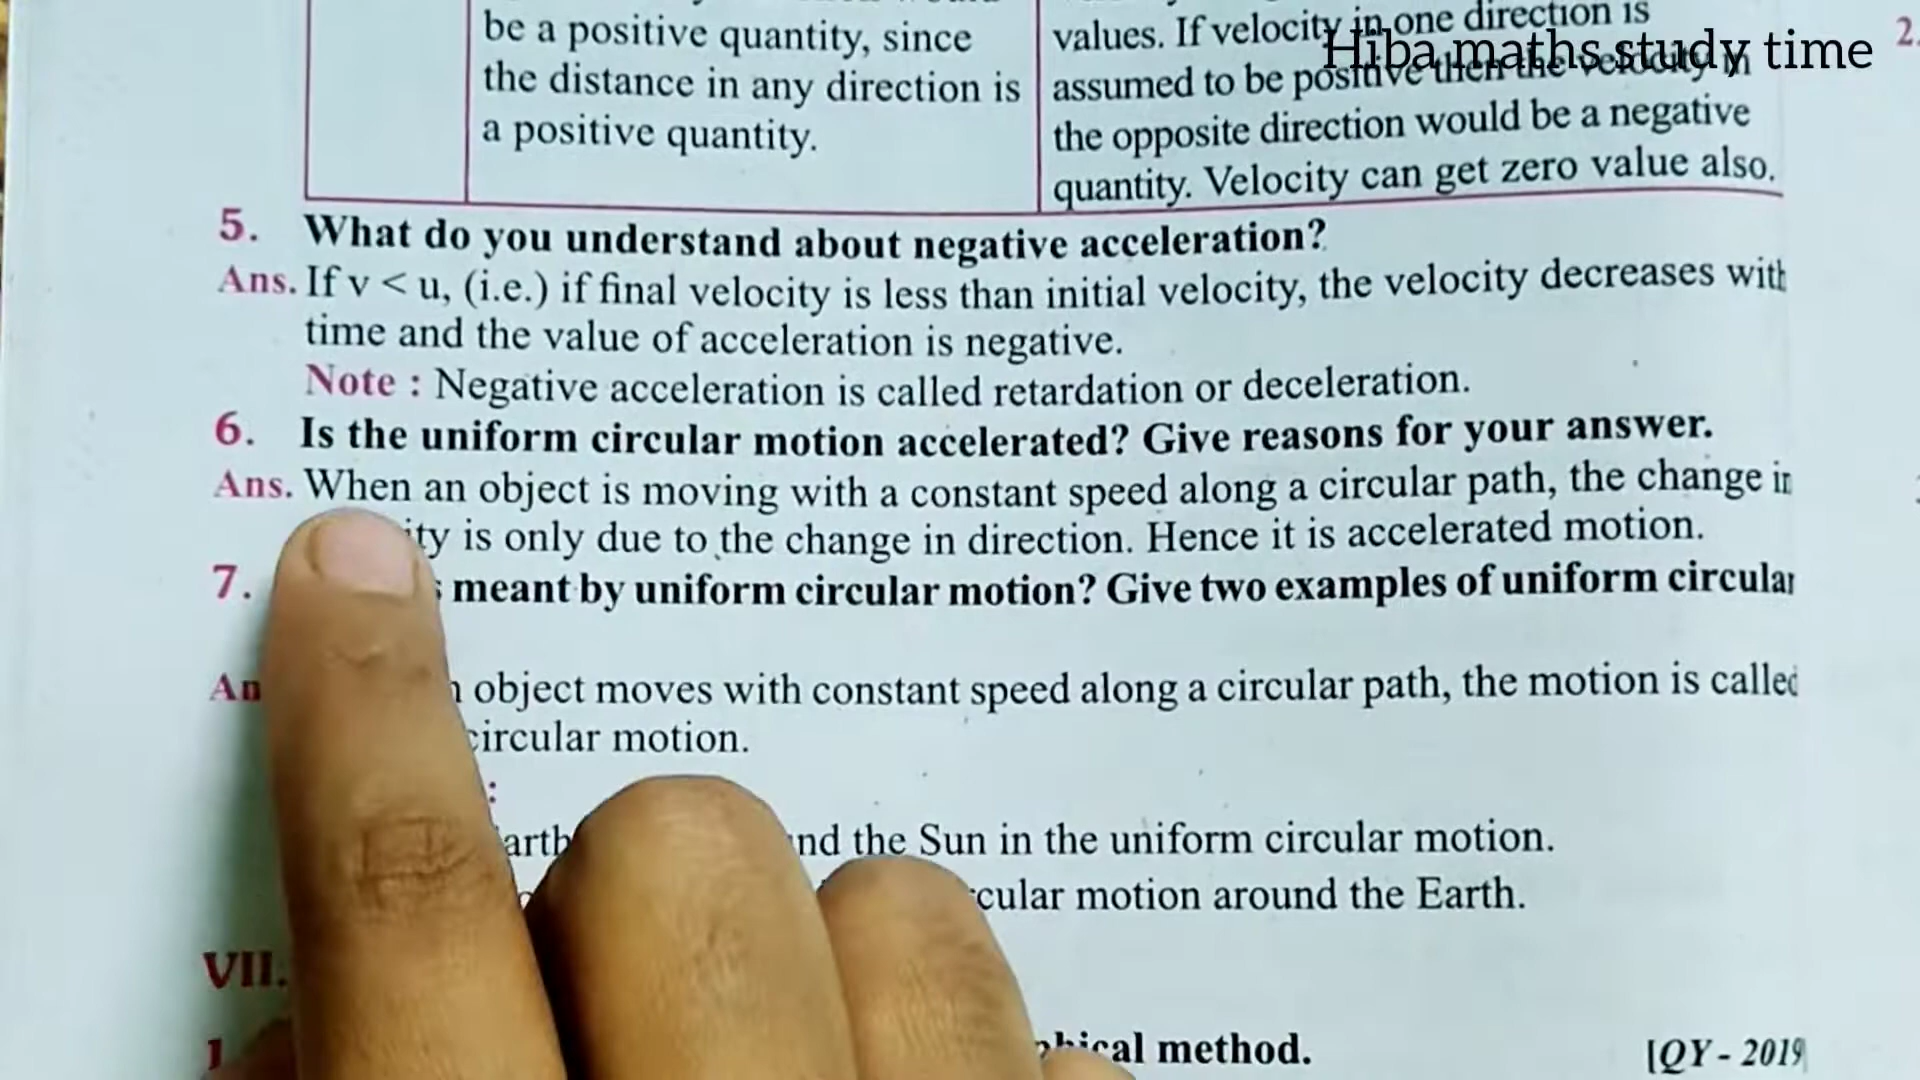 be a positive quantity, since
the distance in any direction is
a positive quantity.
values. If velocity in one direction is
assumed to be positive then the velocity in
the opposite direction would be a negative
quantity. Velocity can get zero value also.
Hiba maths study time
2.
5. What do you understand about negative acceleration?
Ans. If v < u, (i.e.) if final velocity is less than initial velocity, the velocity decreases with
time and the value of acceleration is negative.
Note : Negative acceleration is called retardation or deceleration.
6. Is the uniform circular motion accelerated? Give reasons for your answer.
Ans. When an object is moving with a constant speed along a circular path, the change in
is only due to the change in direction. Hence it is accelerated motion.
7. meant by uniform circular motion? Give two examples of uniform circular
object moves with constant speed along a circular path, the motion is called
circular motion.
:
the Sun in the uniform circular motion.
motion around the Earth.
VII.
1 method. [QY - 2019